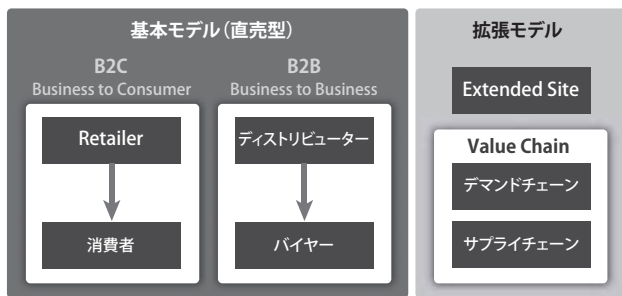 基本モデル（直売型）
B2C
Business to Consumer
Retailer
消費者
B2B
Business to Business
ディストリビューター
バイヤー
拡張モデル
Extended Site
Value Chain
デマンドチェーン
サプライチェーン